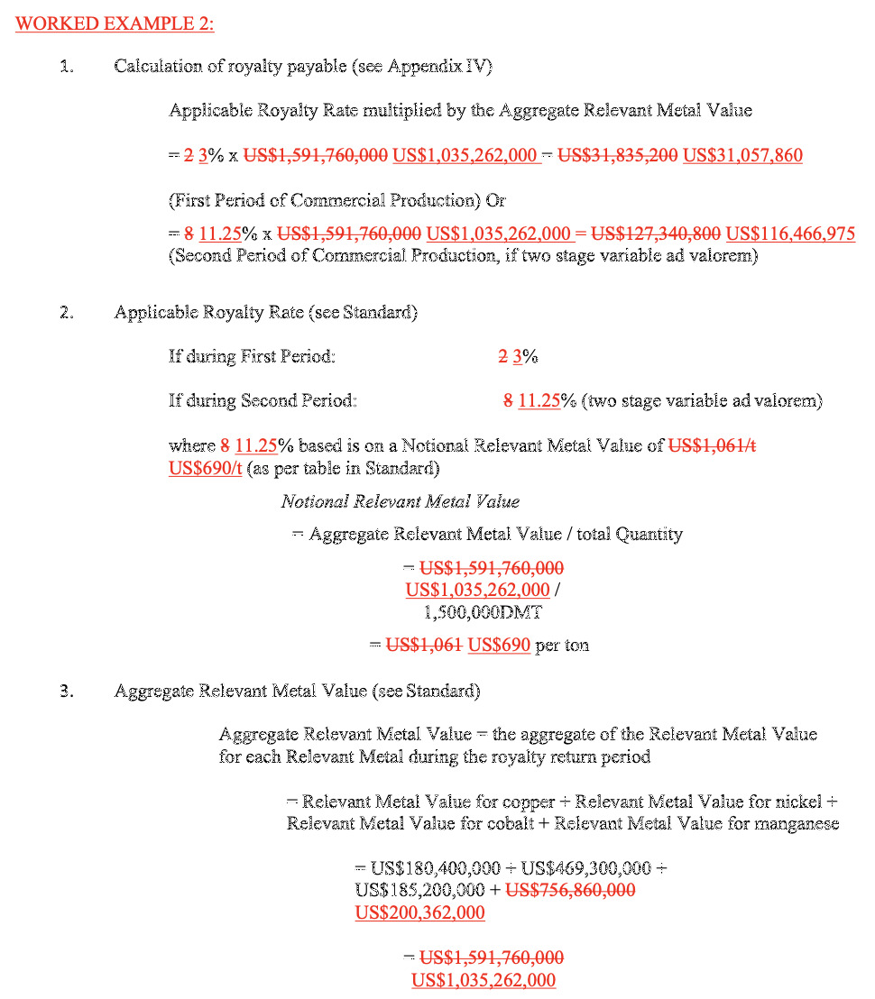 WORKED EXAMPLE 2:
1. Calculation of royalty payable (see Appendix IV)
Applicable Royalty Rate multiplied by the Aggregate Relevant Metal Value
= 2 3% x US$1,591,760,000 US$1,035,262,000 = US$31,835,200 US$31,057,860
(First Period of Commercial Production) Or
= 8 11.25% x US$1,591,760,000 US$1,035,262,000 = US$127,340,800 US$116,466,975
(Second Period of Commercial Production, if two stage variable ad valorem)
2. Applicable Royalty Rate (see Standard)
If during First Period: 2 3%
If during Second Period: 8 11.25% (two stage variable ad valorem)
where 8 11.25% based is on a Notional Relevant Metal Value of US$1,061/t
US$690/t (as per table in Standard)
Notional Relevant Metal Value
= Aggregate Relevant Metal Value / total Quantity
= US$1,591,760,000
US$1,035,262,000 /
1,500,000DMT
= US$1,061 US$690 per ton
3. Aggregate Relevant Metal Value (see Standard)
Aggregate Relevant Metal Value = the aggregate of the Relevant Metal Value
for each Relevant Metal during the royalty return period
= Relevant Metal Value for copper + Relevant Metal Value for nickel +
Relevant Metal Value for cobalt + Relevant Metal Value for manganese
= US$180,400,000 + US$469,300,000 +
US$185,200,000 + US$756,860,000
US$200,362,000
= US$1,591,760,000
US$1,035,262,000